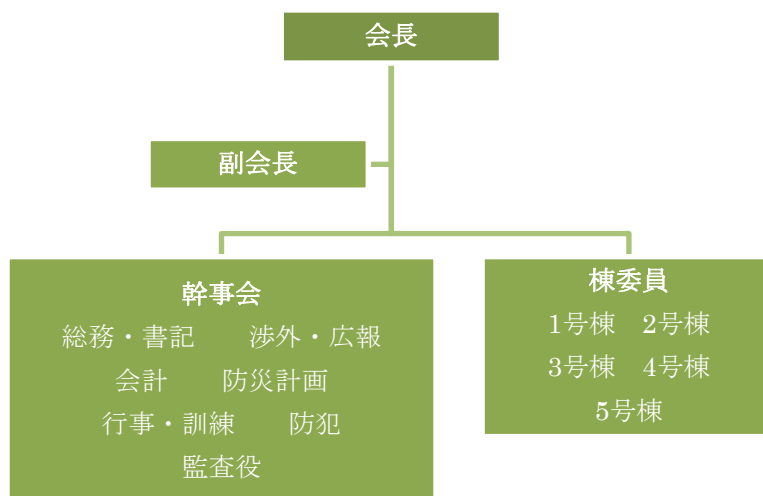 会長
副会長
幹事会
総務・書記　　渉外・広報
会計　　防災計画
行事・訓練　　防犯
監査役
棟委員
1号棟　2号棟
3号棟　4号棟
5号棟